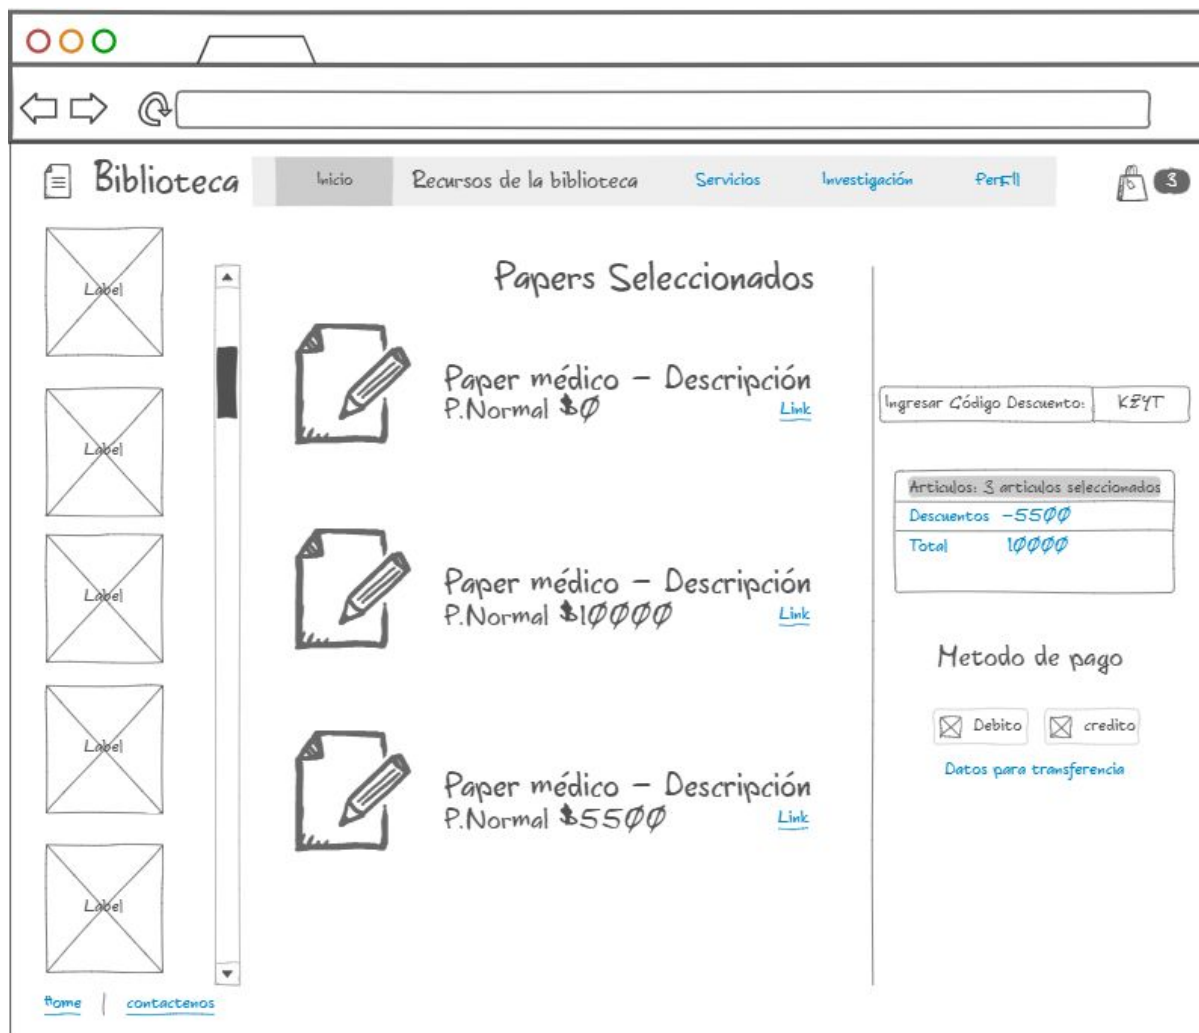 Biblioteca
Inicio
Recursos de la biblioteca
Servicios
Investigación
Perfil
3
Label
Label
Label
Label
Label
Papers Seleccionados
Paper médico – Descripción
P.Normal $0
Link
Paper médico – Descripción
P.Normal $10000
Link
Paper médico – Descripción
P.Normal $5500
Link
Ingresar Código Descuento: KZYT
Articulos: 3 articulos seleccionados
Descuentos -5500
Total 10000
Metodo de pago
Debito
credito
Datos para transferencia
Home | contactenos